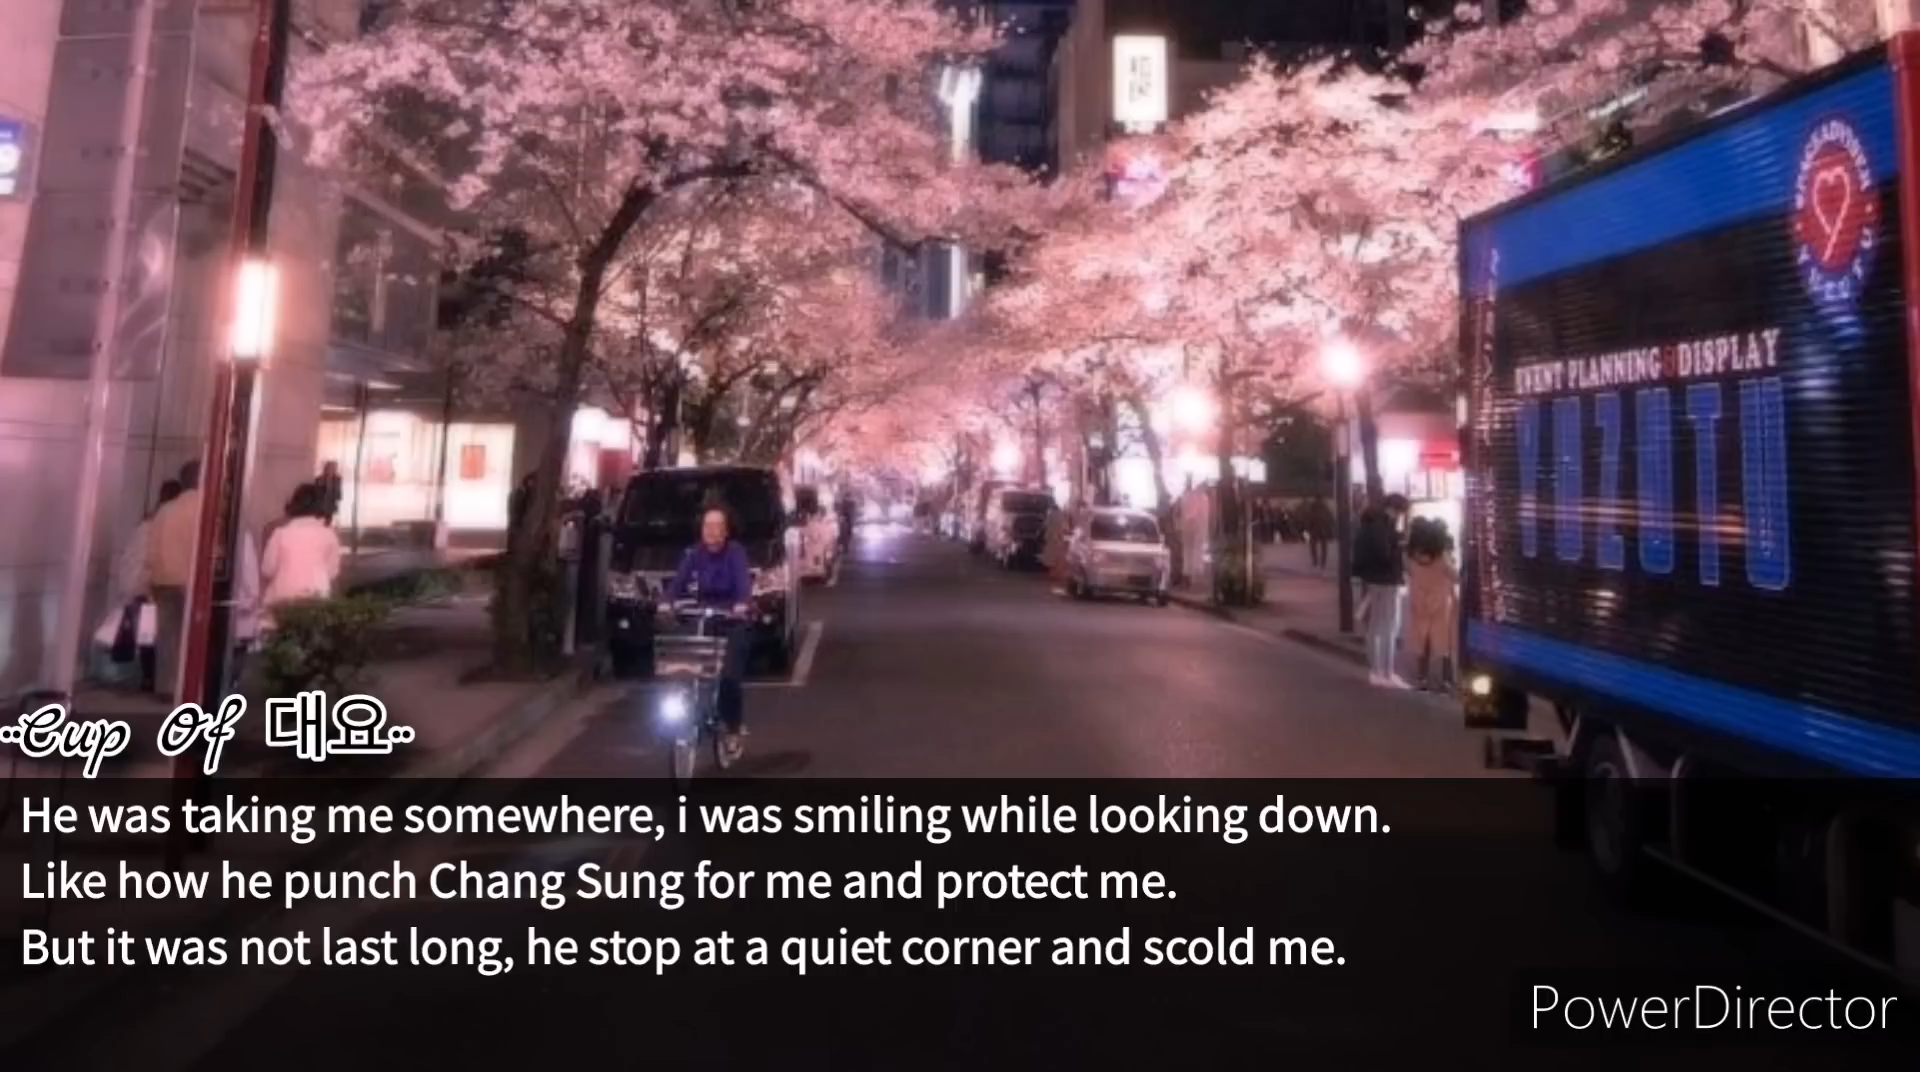 EVENT PLANNING&DISPLAY
YOZOTU
..Cup Of 대요..
He was taking me somewhere, i was smiling while looking down.
Like how he punch Chang Sung for me and protect me.
But it was not last long, he stop at a quiet corner and scold me.
PowerDirector